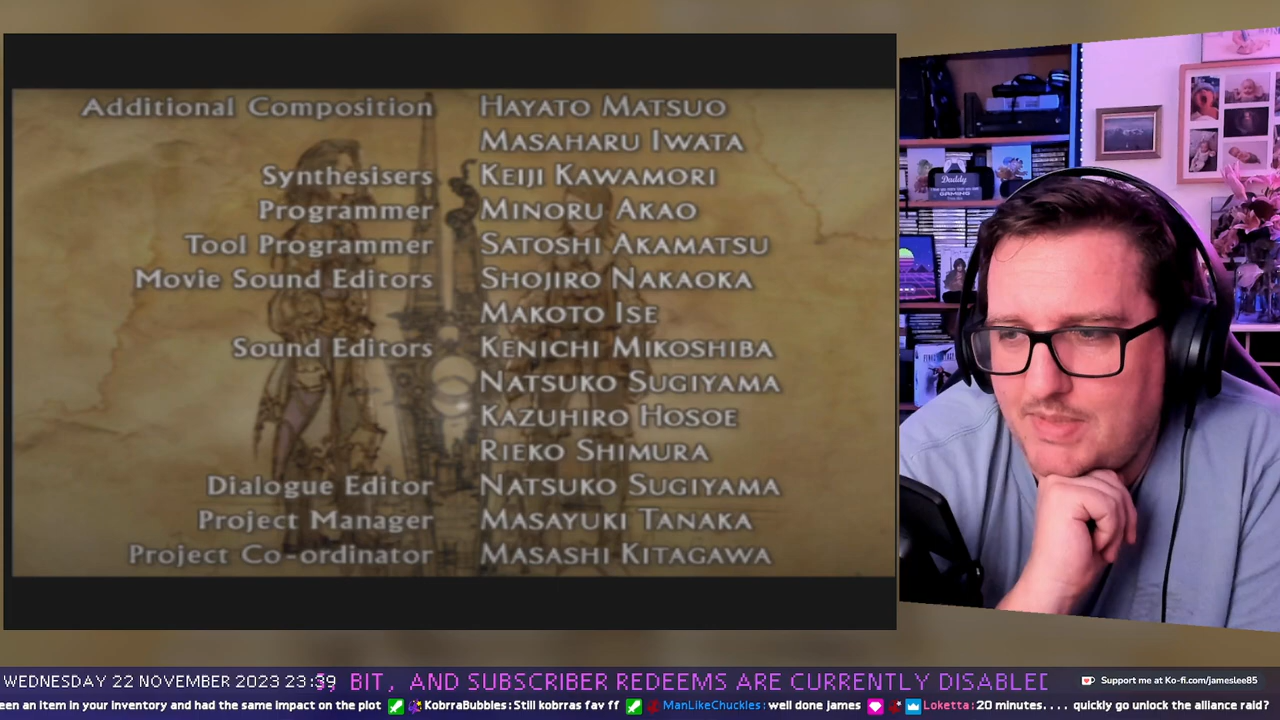 Additional Composition HAYATO MATSUO
MASAHARU IWATA
Synthesisers KEIJI KAWAMORI
Programmer MINORU AKAO
Tool Programmer SATOSHI AKAMATSU
Movie Sound Editors SHOJIRO NAKAOKA
MAKOTO ISE
Sound Editors KENICHI MIKOSHIBA
NATSUKO SUGIYAMA
KAZUHIRO HOSOE
RIEKO SHIMURA
Dialogue Editor NATSUKO SUGIYAMA
Project Manager MASAYUKI TANAKA
Project Co-ordinator MASASHI KITAGAWA
Daddy
GAMING
WEDNESDAY 22 NOVEMBER 2023 23:39
BIT, AND SUBSCRIBER REDEEMS ARE CURRENTLY DISABLED
Support me at Ko-fi.com/jameslee85
een an item in your inventory and had the same impact on the plot KobrraBubbles: Still kobrras fav ff ManLikeChuckles: well done james Loketta: 20 minutes. . . . quickly go unlock the alliance raid?